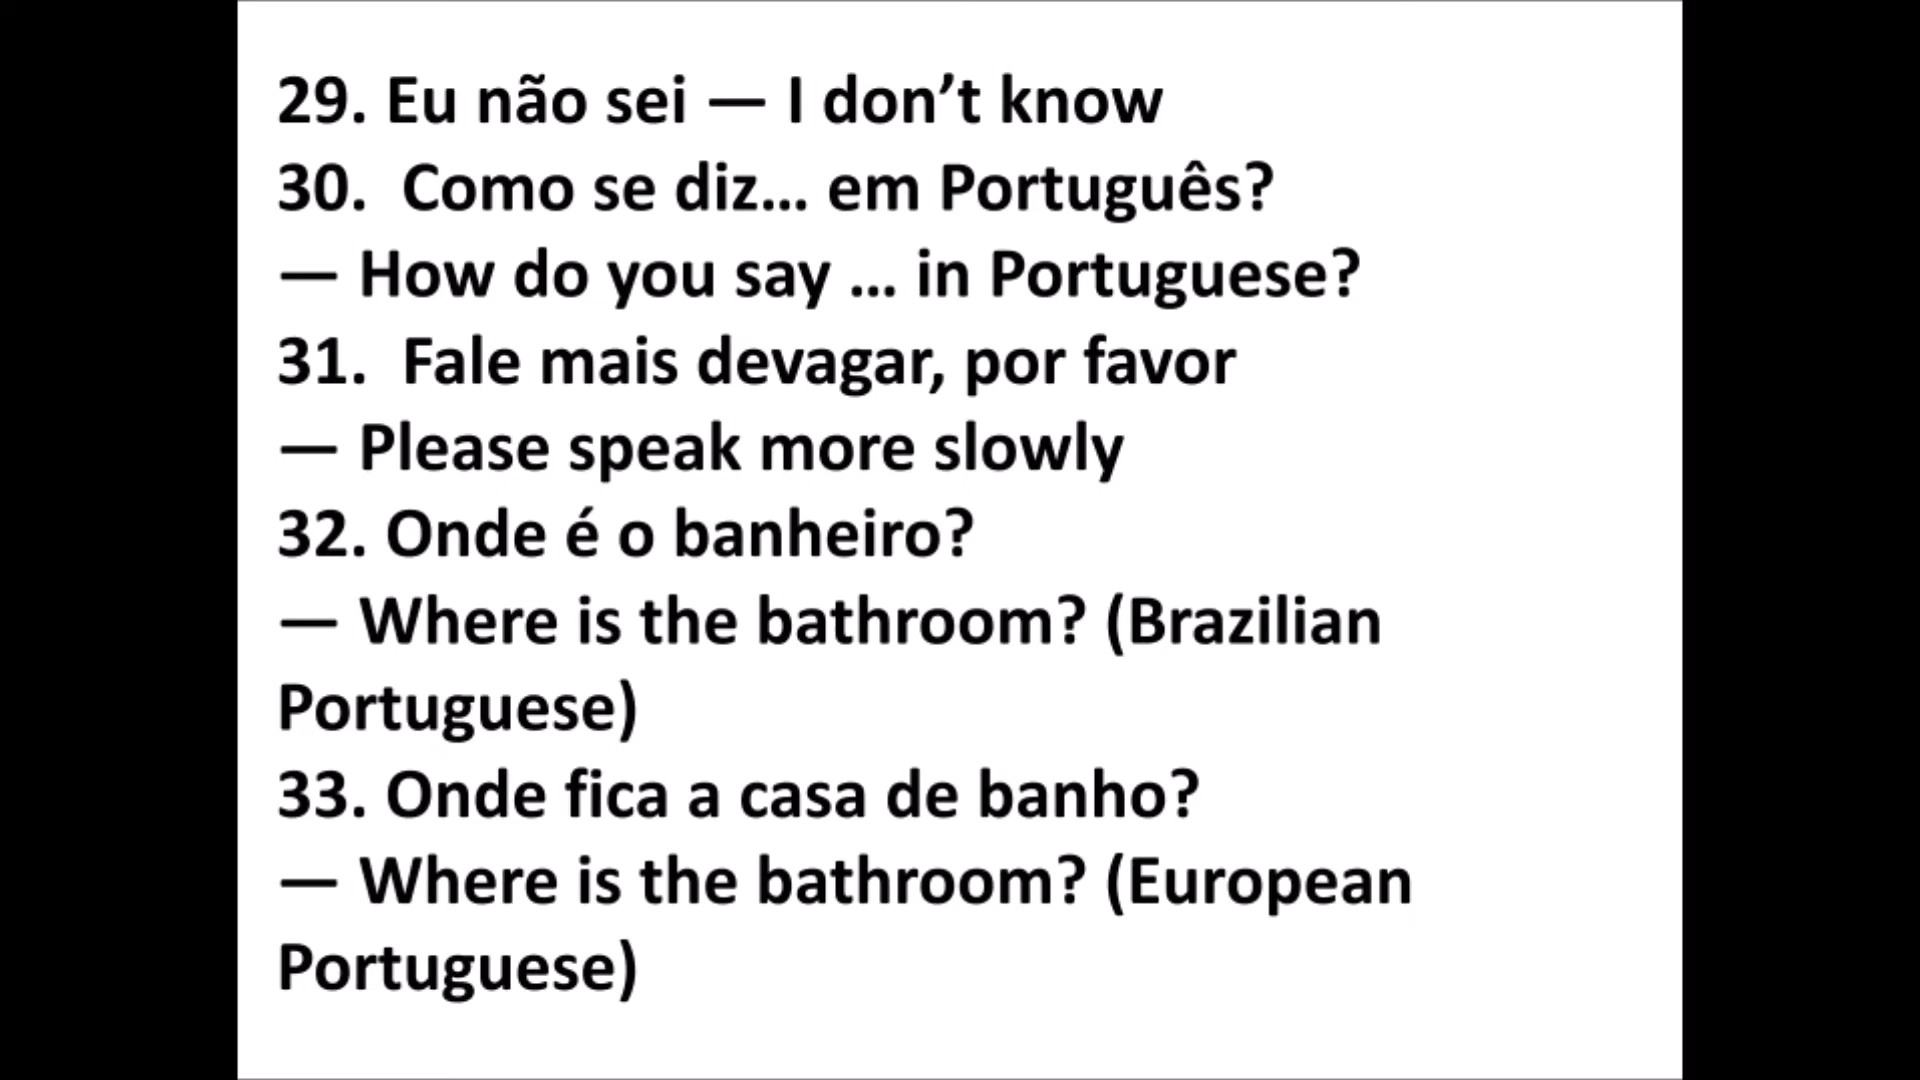 29. Eu não sei — I don’t know
30.  Como se diz... em Português?
— How do you say ... in Portuguese?
31.  Fale mais devagar, por favor
— Please speak more slowly
32. Onde é o banheiro?
— Where is the bathroom? (Brazilian
Portuguese)
33. Onde fica a casa de banho?
— Where is the bathroom? (European
Portuguese)